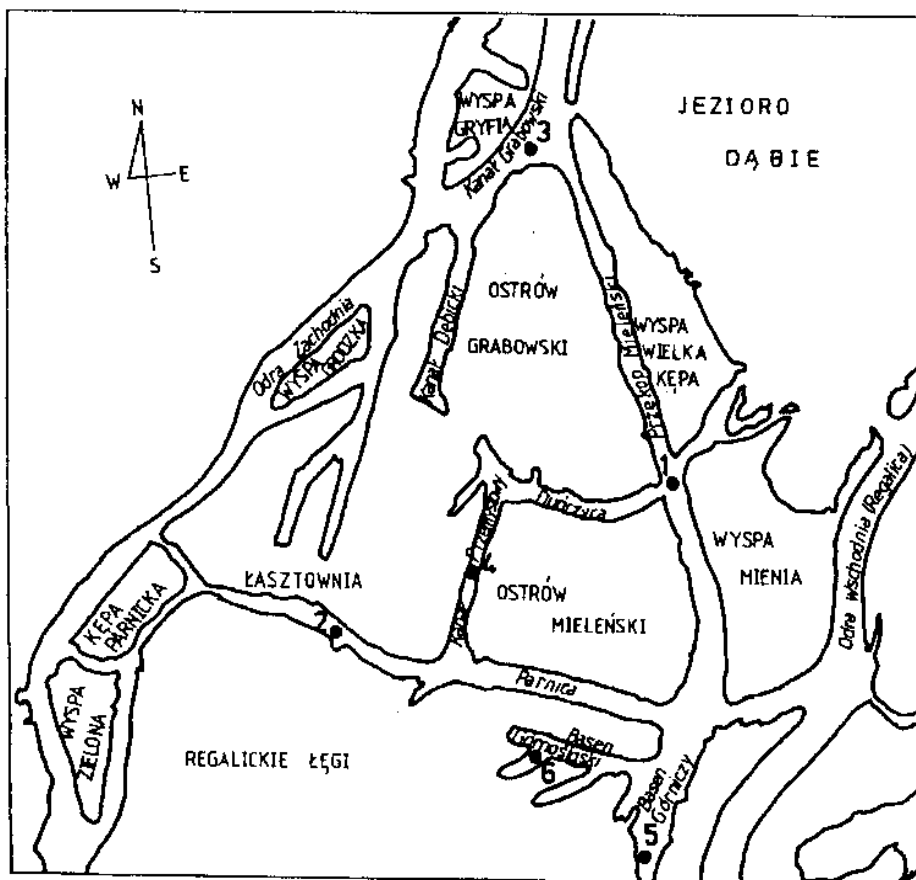 WYSPA
GRYFIA
Kanał Grabowski
3
JEZIORO
DĄBIE
N
W E
S
OSTRÓW
GRABOWSKI
Kanał Dębicki
Przekop Mieleński
WYSPA
WIELKA
KĘPA
Odra Zachodnia
WYSPA
GRODZKA
1
Duńczyca
Kanał Przemysłowy
4
Odra Wschodnia (Regalica)
WYSPA
MIENIA
ŁASZTOWNIA
OSTRÓW
MIELEŃSKI
KĘPA
PARNICKA
2
Parnica
WYSPA
ZIELONA
REGALICKIE ŁĘGI
Basen
Górnośląski
6
Basen
Górniczy
5